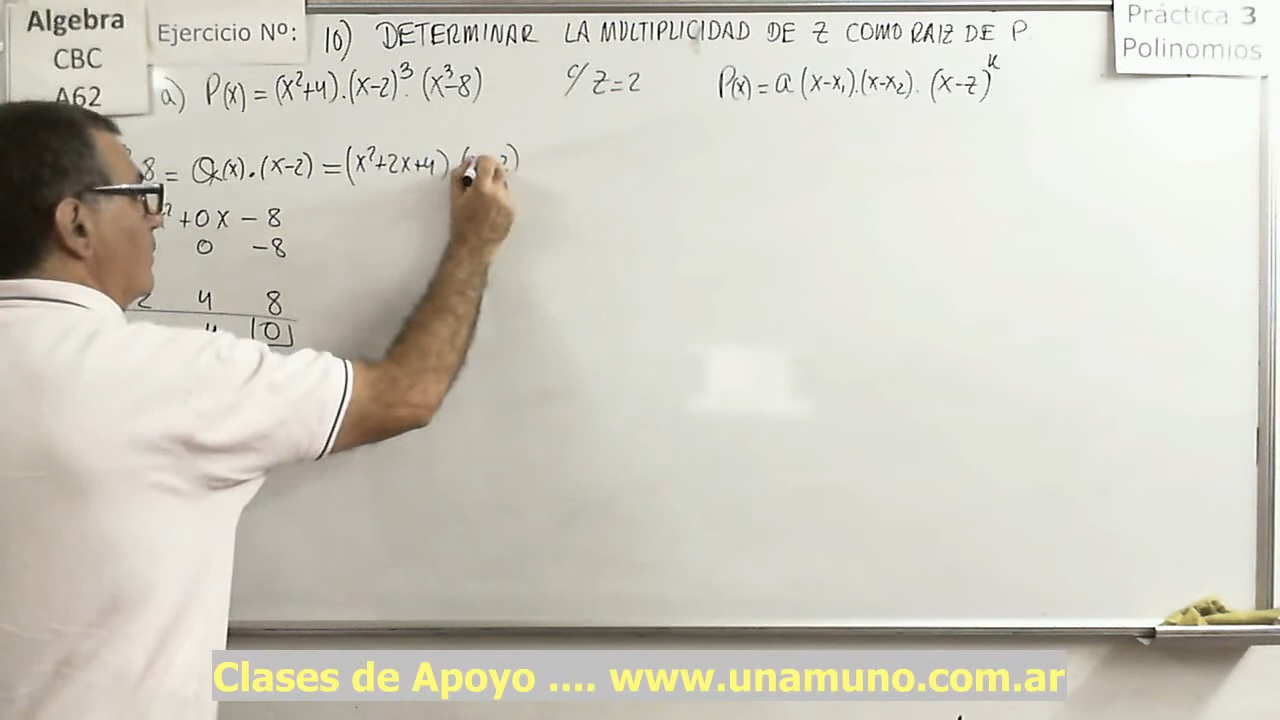 Algebra
CBC
A62
Ejercicio Nº:
10) DETERMINAR LA MULTIPLICIDAD DE Z COMO RAIZ DE P.
Práctica 3
Polinomios
a) P(x) = (x²+4).(x-2)³.(x³-8) c/ z=2 P(x) = a (x-x₁).(x-x₂). (x-z)ᵏ
8 = Q(x).(x-2) = (x²+2x+4)
+0x - 8
0 -8
2 4 8
0
Clases de Apoyo .... www.unamuno.com.ar